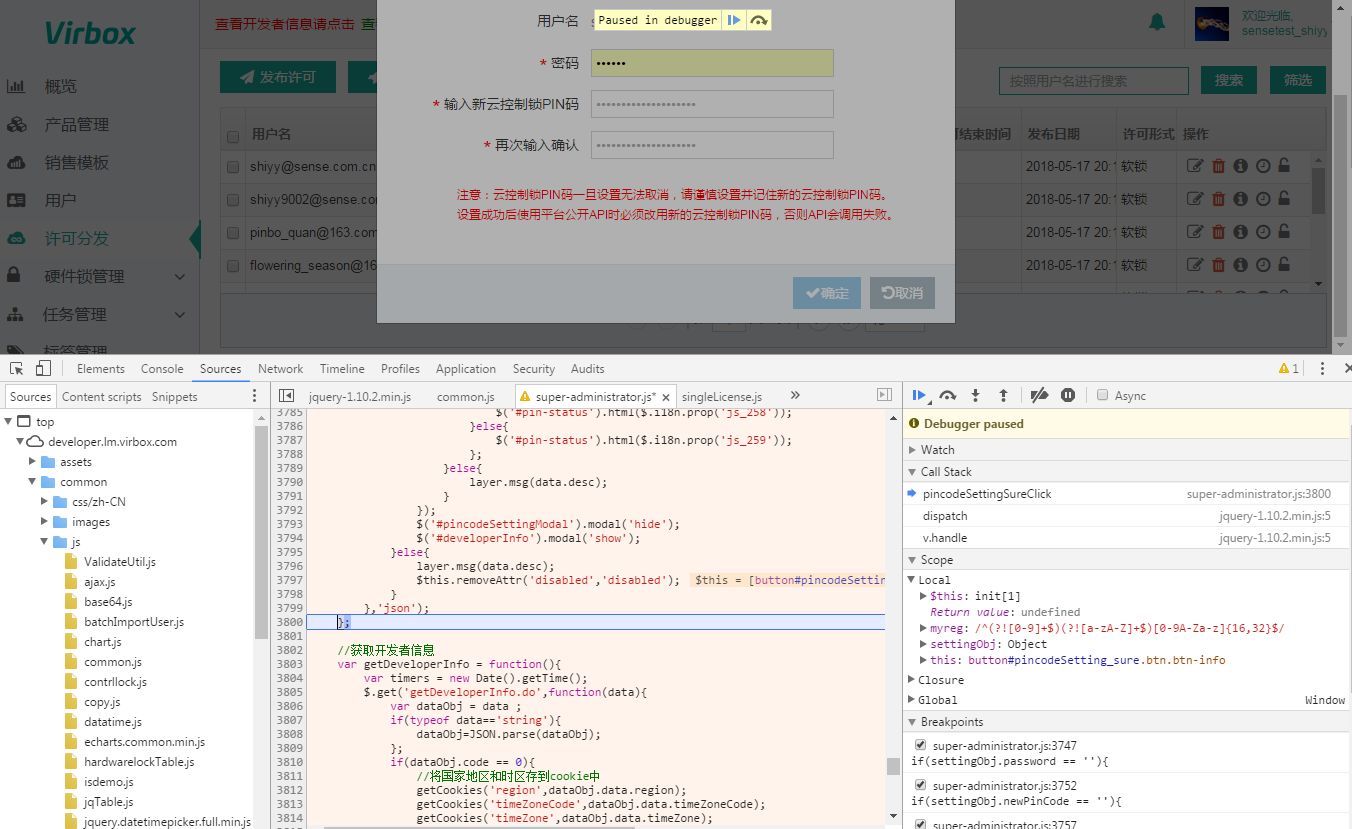 Virbox
查看开发者信息请点击 查
欢迎光临,
sensetest_shiyy
概览
产品管理
销售模板
用户
许可分发
硬件锁管理
任务管理
标签管理
发布许可
按照用户名进行搜索
搜索
筛选
用户名
结束时间
发布日期
许可形式
操作
shiyy@sense.com.cn
2018-05-17 20:1
软锁
shiyy9002@sense.com
2018-05-17 20:1
软锁
pinbo_quan@163.com
2018-05-17 20:1
软锁
flowering_season@16
2018-05-17 20:1
软锁
用户名
Paused in debugger
* 密码
••••••
* 输入新云控制锁PIN码
* 再次输入确认
注意：云控制锁PIN码一旦设置无法取消，请谨慎设置并记住新的云控制锁PIN码。
设置成功后使用平台公开API时必须改用新的云控制锁PIN码，否则API会调用失败。
确定
取消
Elements Console Sources Network Timeline Profiles Application Security Audits
1
Sources Content scripts Snippets
jquery-1.10.2.min.js common.js super-administrator.js* × singleLicense.js »
Async
top
developer.lm.virbox.com
assets
common
css/zh-CN
images
js
ValidateUtil.js
ajax.js
base64.js
batchImportUser.js
chart.js
common.js
contrllock.js
copy.js
datatime.js
echarts.common.min.js
hardwarelockTable.js
isdemo.js
jqTable.js
jquery.datetimepicker.full.min.js
3785 $('#pin-status').html($.i18n.prop('js_258'));
3786 }else{
3787 $('#pin-status').html($.i18n.prop('js_259'));
3788 };
3789 }else{
3790 layer.msg(data.desc);
3791 }
3792 });
3793 $('#pincodeSettingModal').modal('hide');
3794 $('#developerInfo').modal('show');
3795 }else{
3796 layer.msg(data.desc);
3797 $this.removeAttr('disabled','disabled'); $this = [button#pincodeSettin
3798 }
3799 },'json');
3800 };
3801
3802 //获取开发者信息
3803 var getDeveloperInfo = function(){
3804 var timers = new Date().getTime();
3805 $.get('getDeveloperInfo.do',function(data){
3806 var dataObj = data ;
3807 if(typeof data=='string'){
3808 dataObj=JSON.parse(dataObj);
3809 };
3810 if(dataObj.code == 0){
3811 //将国家地区和时区存到cookie中
3812 getCookies('region',dataObj.data.region);
3813 getCookies('timeZoneCode',dataObj.data.timeZoneCode);
3814 getCookies('timeZone',dataObj.data.timeZone);
Debugger paused
Watch
Call Stack
pincodeSettingSureClick super-administrator.js:3800
dispatch jquery-1.10.2.min.js:5
v.handle jquery-1.10.2.min.js:5
Scope
Local
$this: init[1]
Return value: undefined
myreg: /^(?![0-9]+$)(?![a-zA-Z]+$)[0-9A-Za-z]{16,32}$/
settingObj: Object
this: button#pincodeSetting_sure.btn.btn-info
Closure
Global Window
Breakpoints
super-administrator.js:3747
if(settingObj.password == ''){
super-administrator.js:3752
if(settingObj.newPinCode == ''){
super-administrator.js:3757